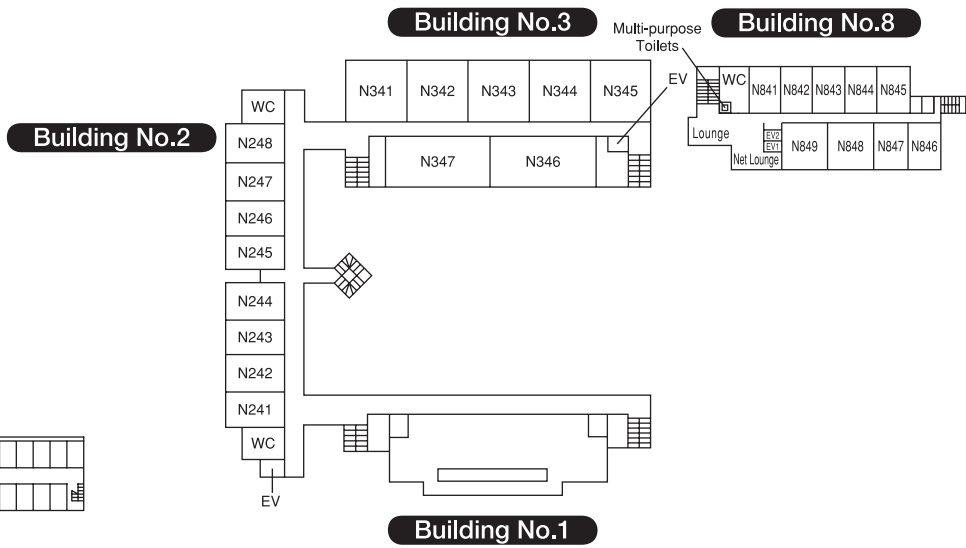 Building No.3
Building No.8
Multi-purpose
Toilets
EV
N341 N342 N343 N344 N345
WC N841 N842 N843 N844 N845
WC
Building No.2
N248
N347 N346
Lounge
EV2
EV1
Net Lounge
N849 N848 N847 N846
N247
N246
N245
N244
N243
N242
N241
WC
EV
Building No.1